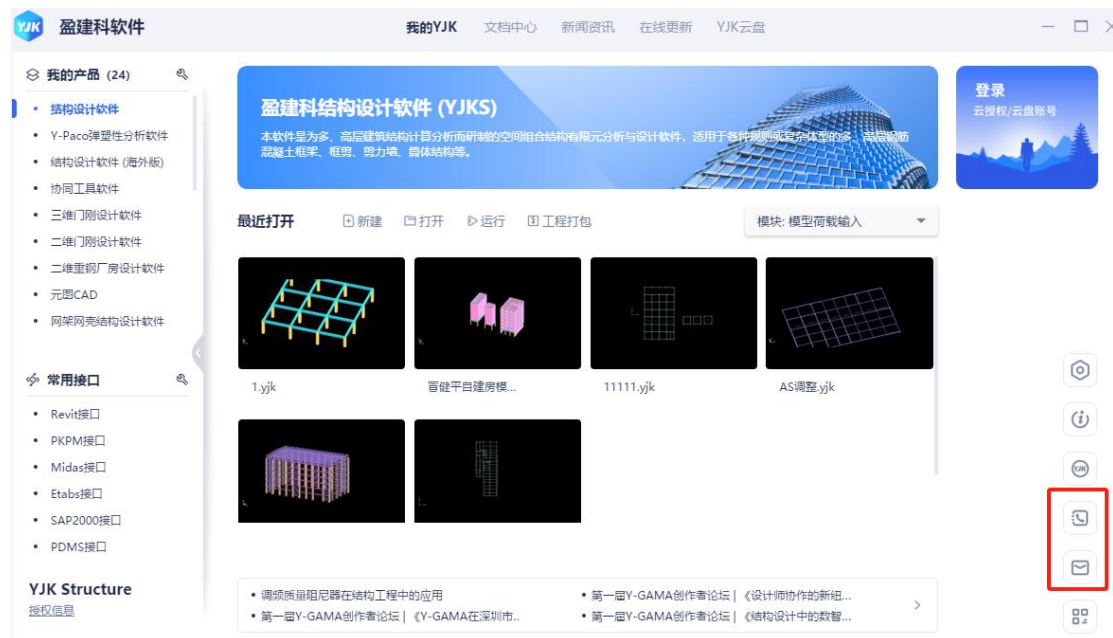 YJK 盈建科软件
我的YJK 文档中心 新闻资讯 在线更新 YJK云盘
我的产品 (24)
结构设计软件
Y-Paco弹塑性分析软件
结构设计软件 (海外版)
协同工具软件
三维门刚设计软件
二维门刚设计软件
二维重钢厂房设计软件
元图CAD
网架网壳结构设计软件
常用接口
Revit接口
PKPM接口
Midas接口
Etabs接口
SAP2000接口
PDMS接口
YJK Structure
授权信息
盈建科结构设计软件 (YJKS)
本软件是为多、高层建筑结构计算分析而研制的空间组合结构有限元分析与设计软件，适用于各种规则或复杂体型的多、高层钢筋
混凝土框架、框剪、剪力墙、筒体结构等。
登录
云授权/云盘账号
最近打开 新建 打开 运行 工程打包 模块: 模型荷载输入
1.yjk
健平自建房模...
11111.yjk
AS调整.yjk
• 调频质量阻尼器在结构工程中的应用
• 第一届Y-GAMA创作者论坛 | 《设计师协作的新纽...
• 第一届Y-GAMA创作者论坛 | 《Y-GAMA在深圳市..
• 第一届Y-GAMA创作者论坛 | 《结构设计中的数智...
YJK